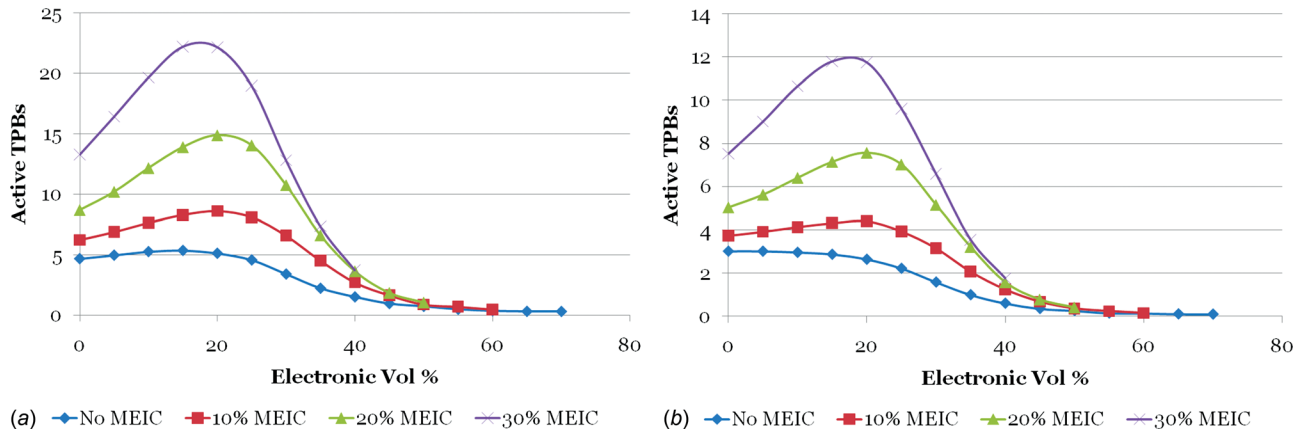 25
20
15
10
5
0
Active TPBs
0 20 40 60 80
Electronic Vol %
(a) No MEIC 10% MEIC 20% MEIC 30% MEIC
14
12
10
8
6
4
2
0
Active TPBs
0 20 40 60 80
Electronic Vol %
(b) No MEIC 10% MEIC 20% MEIC 30% MEIC